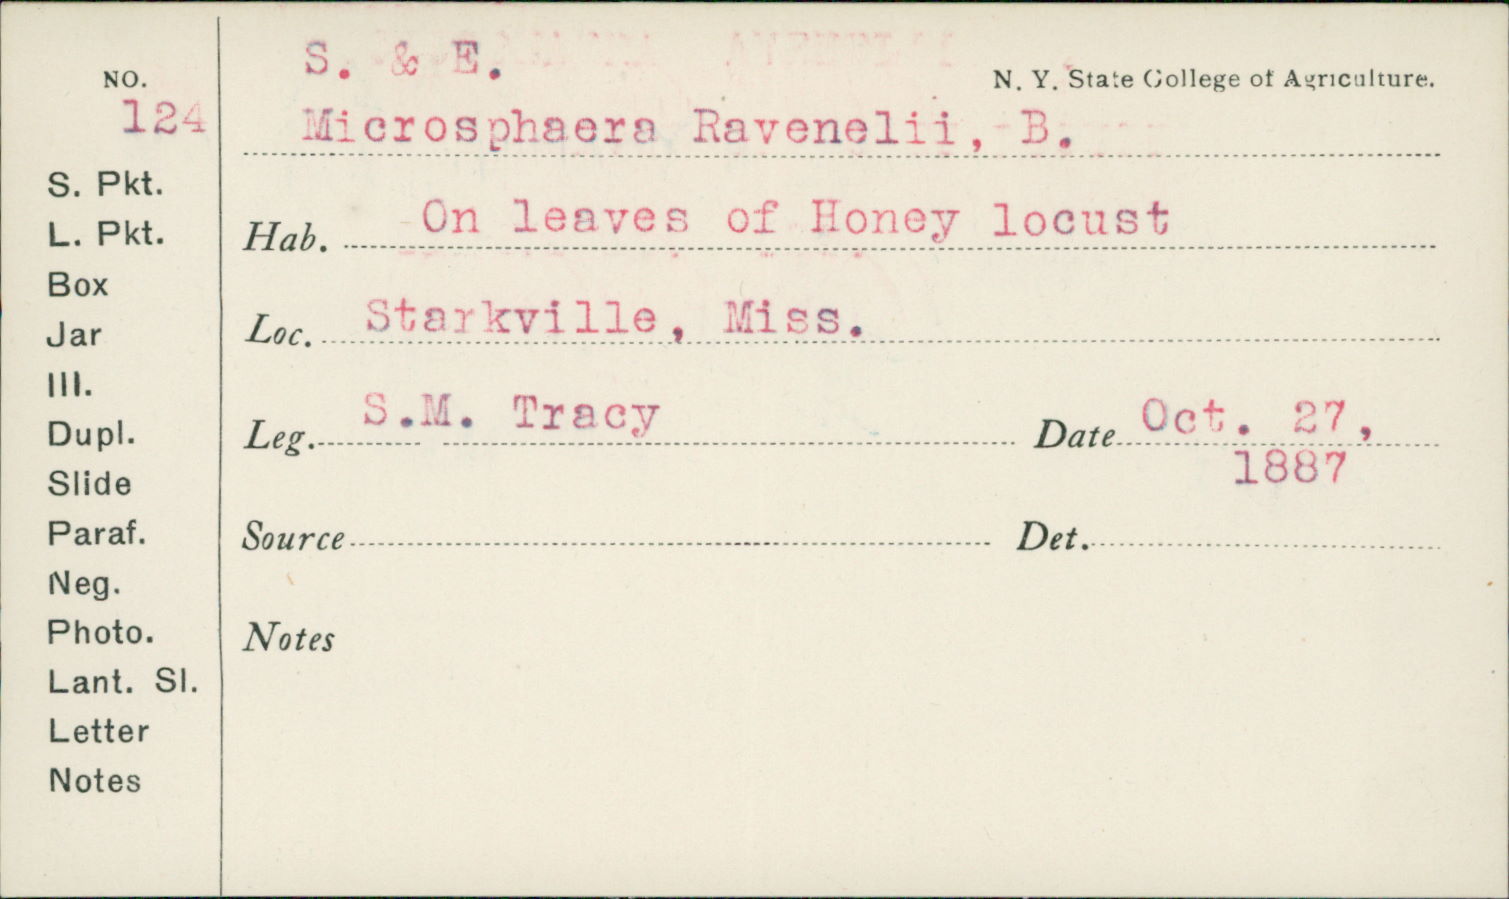 NO.
124
S. Pkt.
L. Pkt.
Box
Jar
Ill.
Dupl.
Slide
Paraf.
Neg.
Photo.
Lant. Sl.
Letter
Notes
S. & E.
N. Y. State College of Agriculture.
Microsphaera Ravenelii, B.
Hab. On leaves of Honey locust
Loc. Starkville, Miss.
Leg. S.M. Tracy Date Oct. 27,
1887
Source Det.
Notes